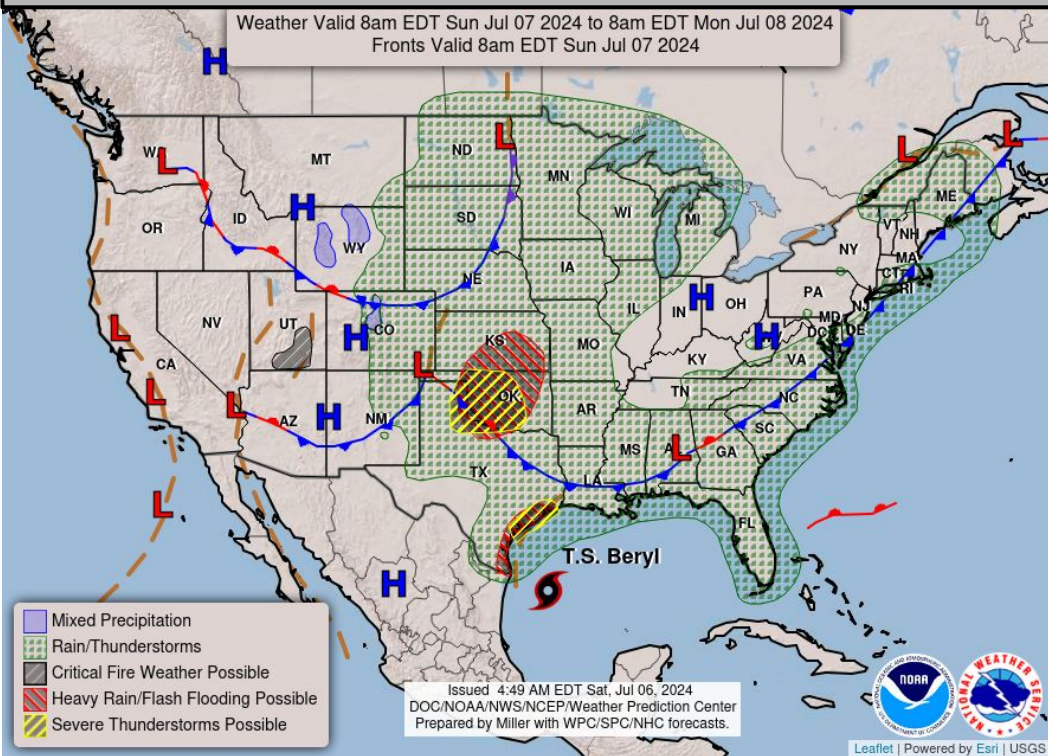 Weather Valid 8am EDT Sun Jul 07 2024 to 8am EDT Mon Jul 08 2024
Fronts Valid 8am EDT Sun Jul 07 2024
H
L
L
L
ND
MT
MN
ME
H
ID
SD
WI
MI
VT
NH
OR
WY
NY
MA
CT
RI
IA
NE
PA
H
OH
IN
IL
NJ
MD
DC
DE
NV
UT
CO
H
H
L
KS
MO
VA
CA
L
KY
L
OK
TN
NC
L
AZ
H
NM
AR
SC
MS
L
GA
TX
LA
L
FL
T.S. Beryl
H
Mixed Precipitation
Rain/Thunderstorms
Critical Fire Weather Possible
Heavy Rain/Flash Flooding Possible
Severe Thunderstorms Possible
Issued 4:49 AM EDT Sat, Jul 06, 2024
DOC/NOAA/NWS/NCEP/Weather Prediction Center
Prepared by Miller with WPC/SPC/NHC forecasts.
NOAA
NATIONAL WEATHER SERVICE
Leaflet | Powered by Esri | USGS